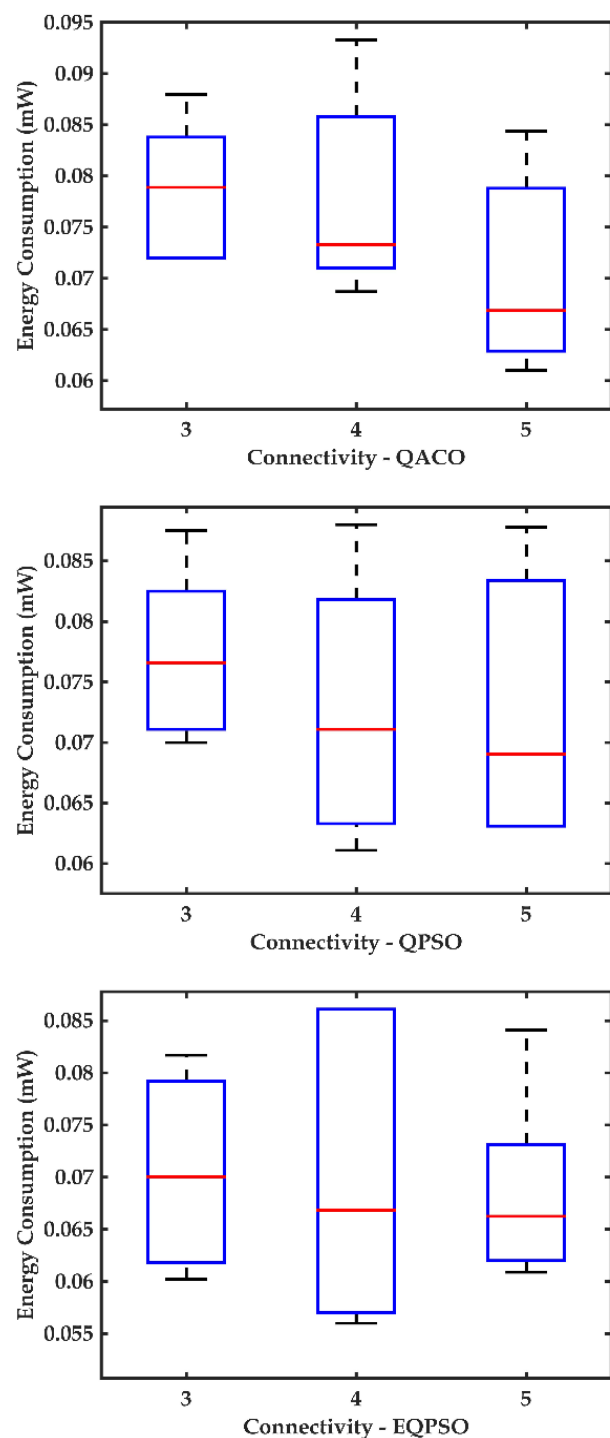 0.095
0.09
0.085
0.08
0.075
0.07
0.065
0.06
Energy Consumption (mW)
3 4 5
Connectivity - QACO
0.085
0.08
0.075
0.07
0.065
0.06
Energy Consumption (mW)
3 4 5
Connectivity - QPSO
0.085
0.08
0.075
0.07
0.065
0.06
0.055
Energy Consumption (mW)
3 4 5
Connectivity - EQPSO